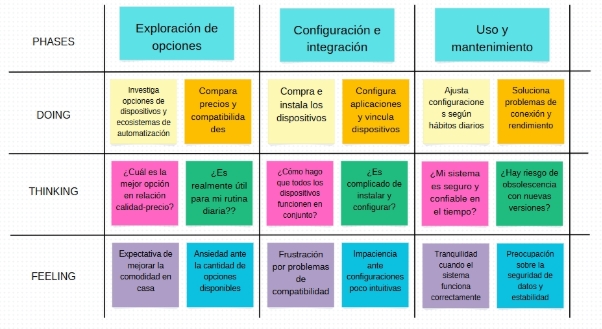 PHASES
Exploración de
opciones
Configuración e
integración
Uso y
mantenimiento
DOING
Investiga
opciones de
dispositivos y
ecosistemas de
automatización
Compara
precios y
compatibilida
des
Compra e
instala los
dispositivos
Configura
aplicaciones
y vincula
dispositivos
Ajusta
configuracione
s según
hábitos diarios
Soluciona
problemas de
conexión y
rendimiento
THINKING
¿Cuál es la
mejor opción
en relación
calidad-precio?
¿Es
realmente útil
para mi rutina
diaria??
¿Cómo hago
que todos los
dispositivos
funcionen en
conjunto?
¿Es
complicado de
instalar y
configurar?
¿Mi sistema
es seguro y
confiable en
el tiempo?
¿Hay riesgo de
obsolescencia
con nuevas
versiones?
FEELING
Expectativa de
mejorar la
comodidad en
casa
Ansiedad ante
la cantidad de
opciones
disponibles
Frustración
por problemas
de
compatibilidad
Impaciencia
ante
configuraciones
poco intuitivas
Tranquilidad
cuando el
sistema
funciona
correctamente
Preocupación
sobre la
seguridad de
datos y
estabilidad